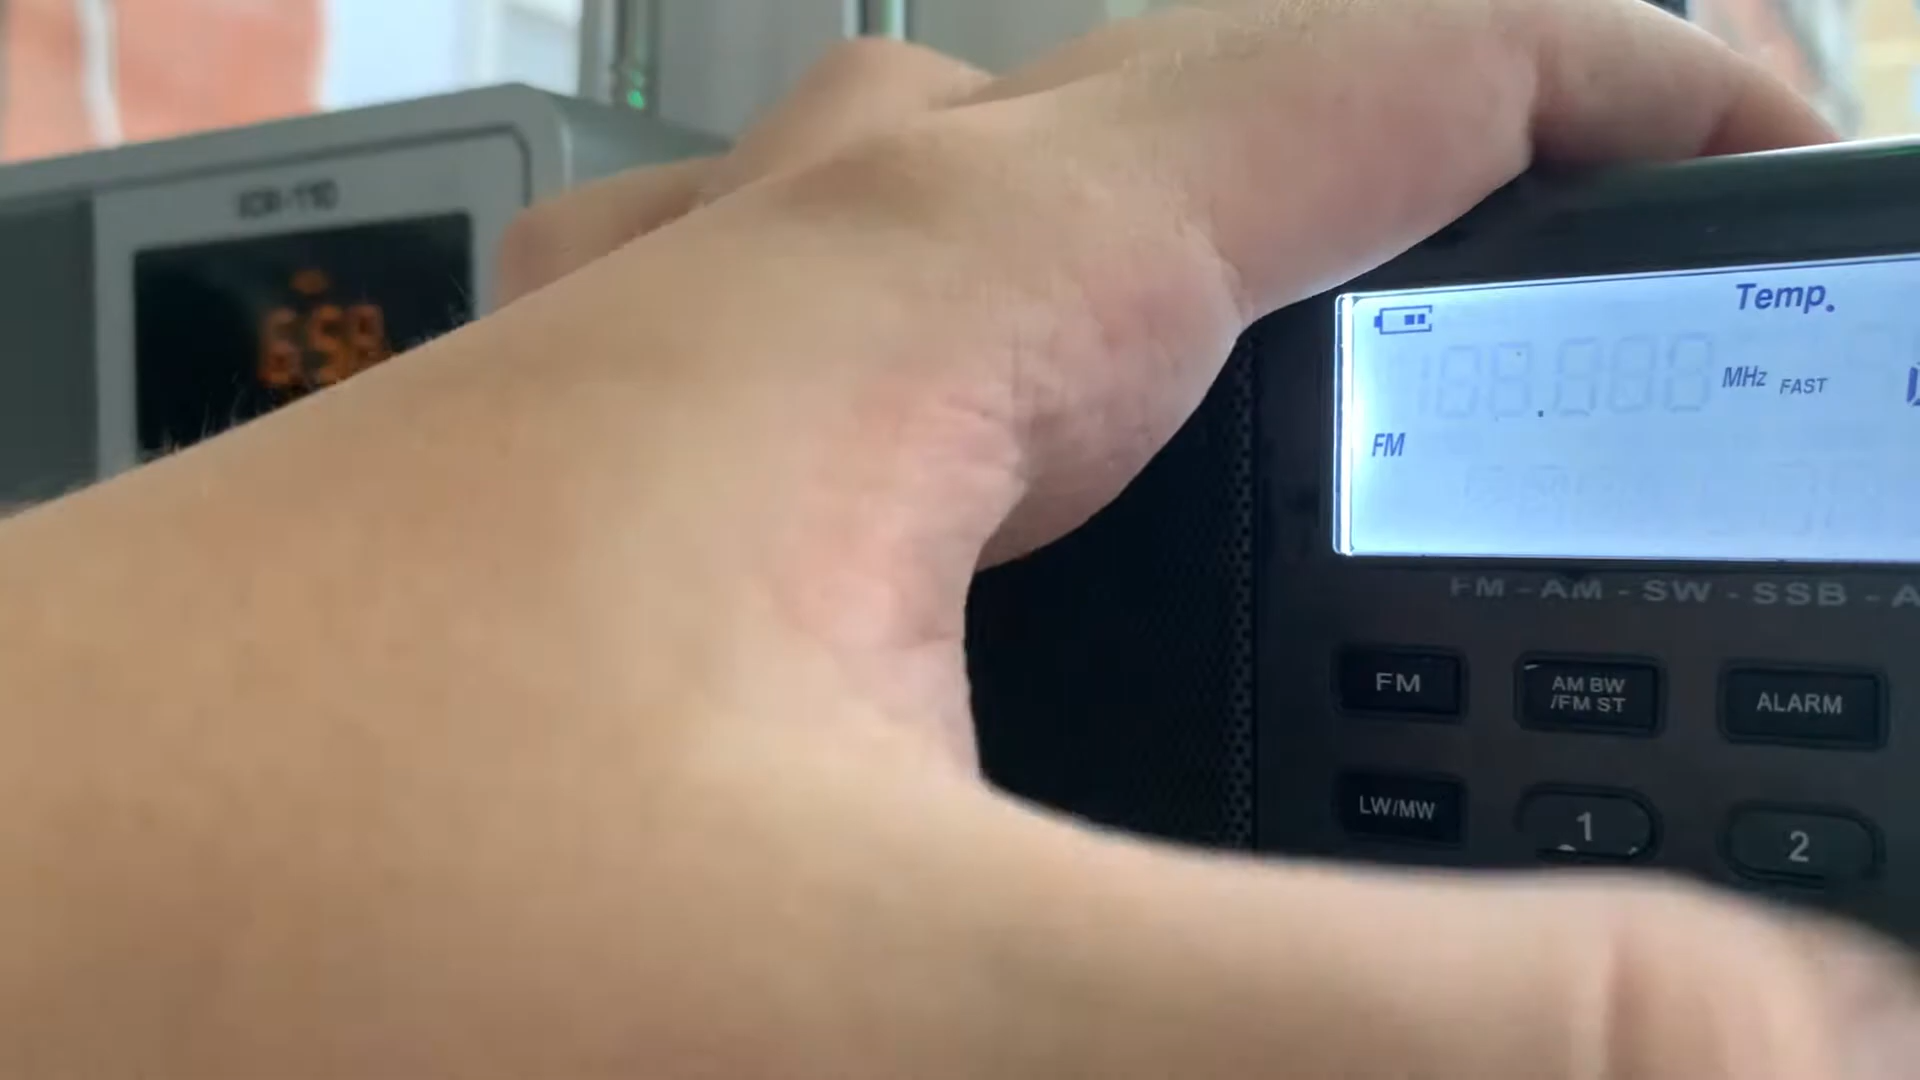 Temp.
MHz FAST
FM
FM - AM - SW - SSB - A
FM
AM BW
/FM ST
ALARM
LW/MW
1
2